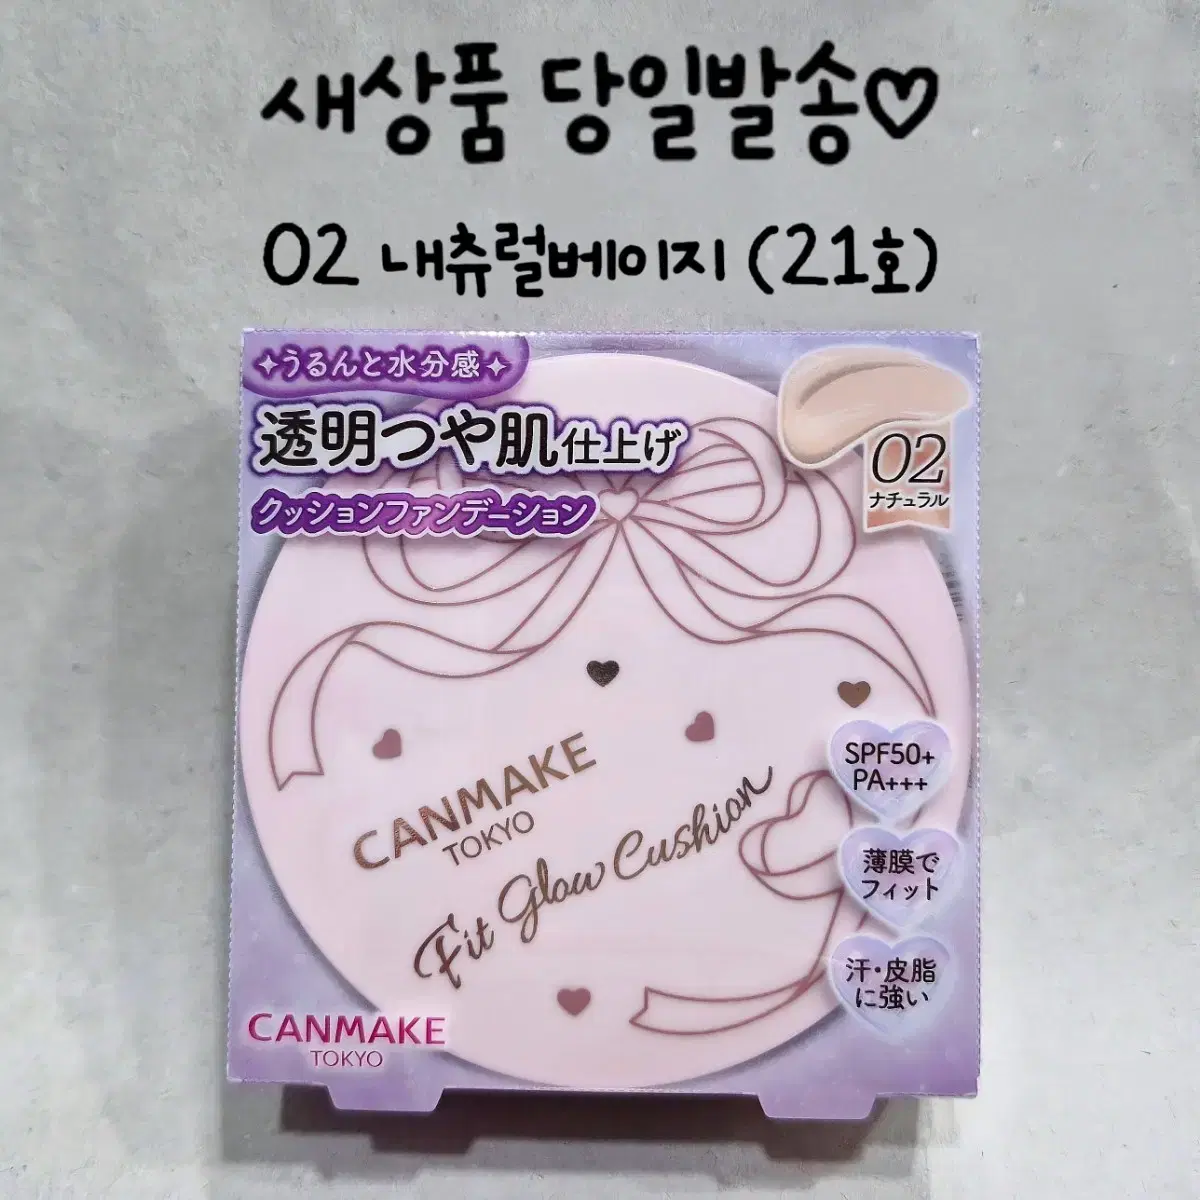 새상품 당일발송♡
02 내츄럴베이지 (21호)
✦うるんと水分感✦
透明つや肌仕上げ
クッションファンデーション
02
ナチュラル
CANMAKE
TOKYO
Fit Glow Cushion
SPF50+
PA+++
薄膜で
フィット
汗・皮脂
に強い
CANMAKE
TOKYO